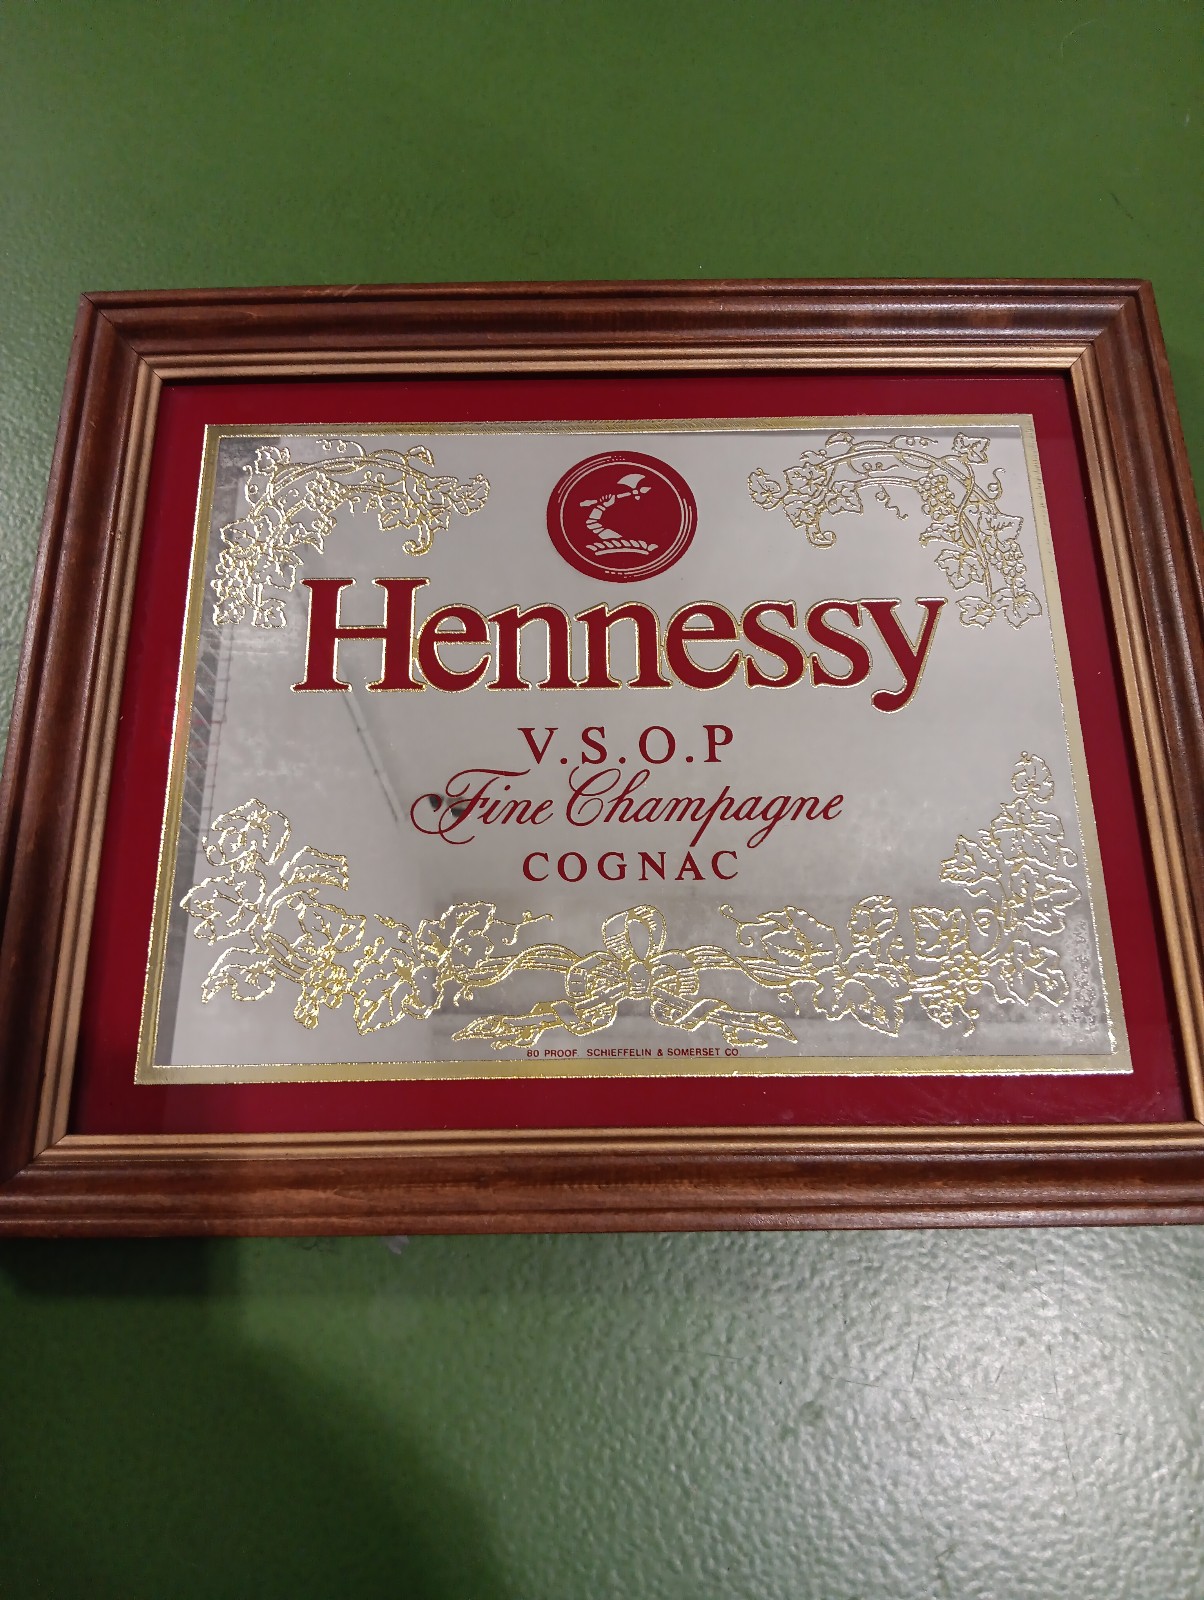 Hennessy
V.S.O.P
Fine Champagne
COGNAC
80 PROOF. SCHIEFFELIN & SOMERSET CO